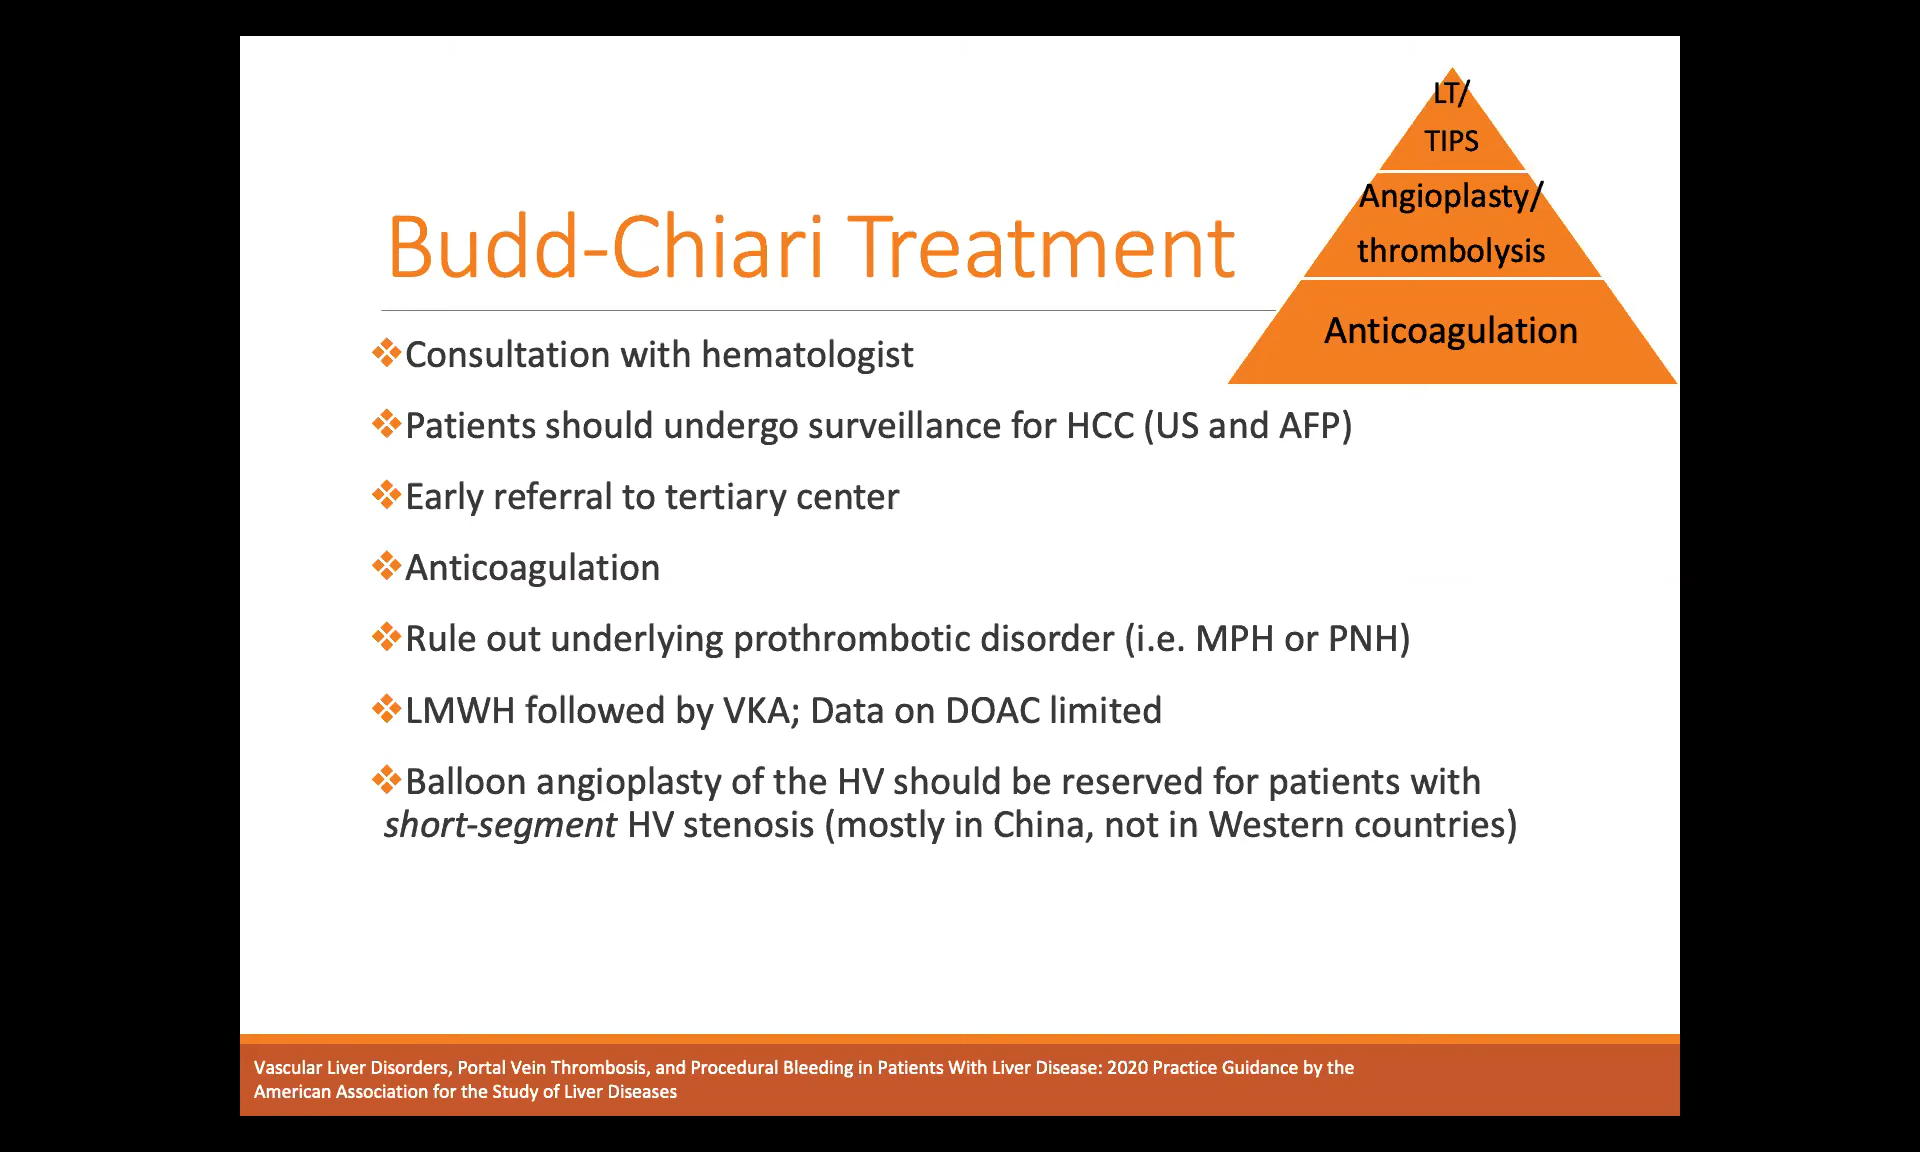 LT/
TIPS
Angioplasty/
thrombolysis
Anticoagulation
Budd-Chiari Treatment
Consultation with hematologist
Patients should undergo surveillance for HCC (US and AFP)
Early referral to tertiary center
Anticoagulation
Rule out underlying prothrombotic disorder (i.e. MPH or PNH)
LMWH followed by VKA; Data on DOAC limited
Balloon angioplasty of the HV should be reserved for patients with
short-segment HV stenosis (mostly in China, not in Western countries)
Vascular Liver Disorders, Portal Vein Thrombosis, and Procedural Bleeding in Patients With Liver Disease: 2020 Practice Guidance by the
American Association for the Study of Liver Diseases